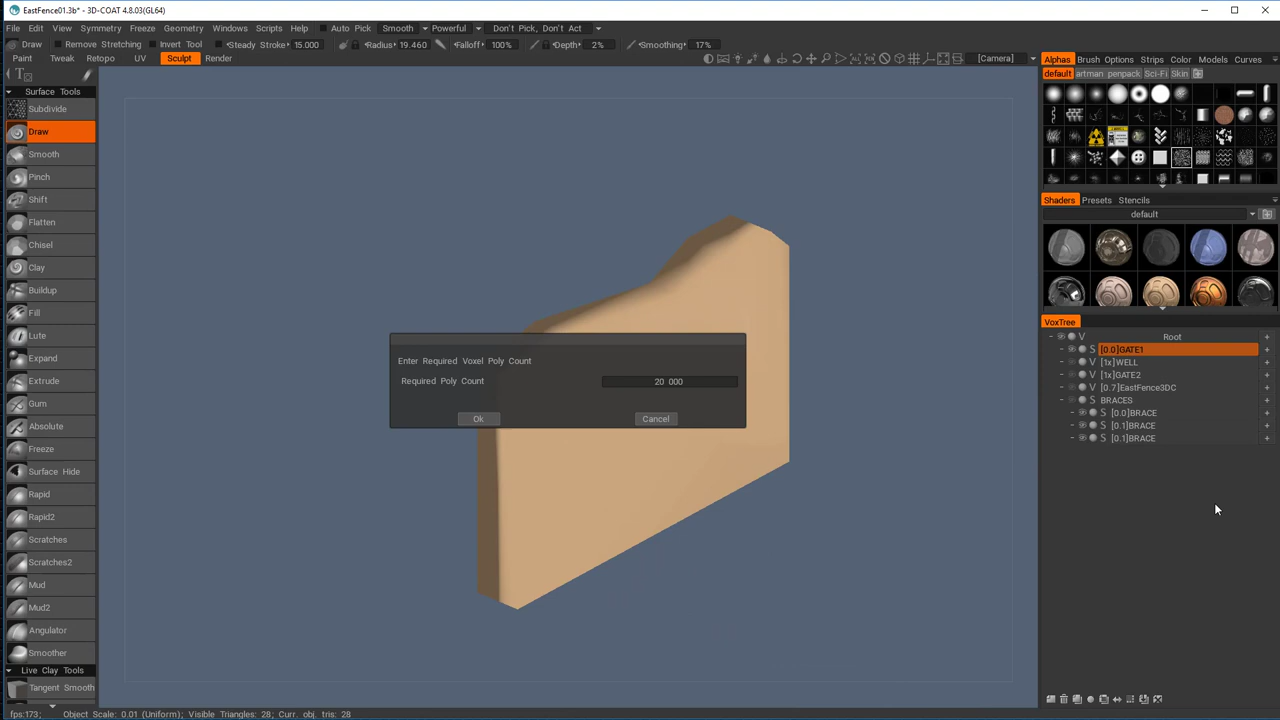 EastFence01.3b* - 3D-COAT 4.8.03(GL64)
File Edit View Symmetry Freeze Geometry Windows Scripts Help Auto Pick Smooth Powerful Don't Pick, Don't Act
Draw Remove Stretching Invert Tool Steady Stroke 15.000 Radius 19.460 Falloff 100% Depth 2% Smoothing 17%
Paint Tweak Retopo UV Sculpt Render [Camera]
Alphas Brush Options Strips Color Models Curves
default artman penpack Sci-Fi Skin
Surface Tools
Subdivide
Draw
Smooth
Pinch
Shift
Flatten
Chisel
Clay
Buildup
Fill
Lute
Expand
Extrude
Gum
Absolute
Freeze
Surface Hide
Rapid
Rapid2
Scratches
Scratches2
Mud
Mud2
Angulator
Smoother
Live Clay Tools
Tangent Smooth
Enter Required Voxel Poly Count
Required Poly Count 20 000
Ok Cancel
Shaders Presets Stencils
default
VoxTree
V Root +
S [0.0]GATE1 +
V [1x]WELL +
V [1x]GATE2 +
V [0.7]EastFence3DC +
S BRACES +
S [0.0]BRACE +
S [0.1]BRACE +
S [0.1]BRACE +
fps:173; Object Scale: 0.01 (Uniform); Visible Triangles: 28; Curr. obj. tris: 28